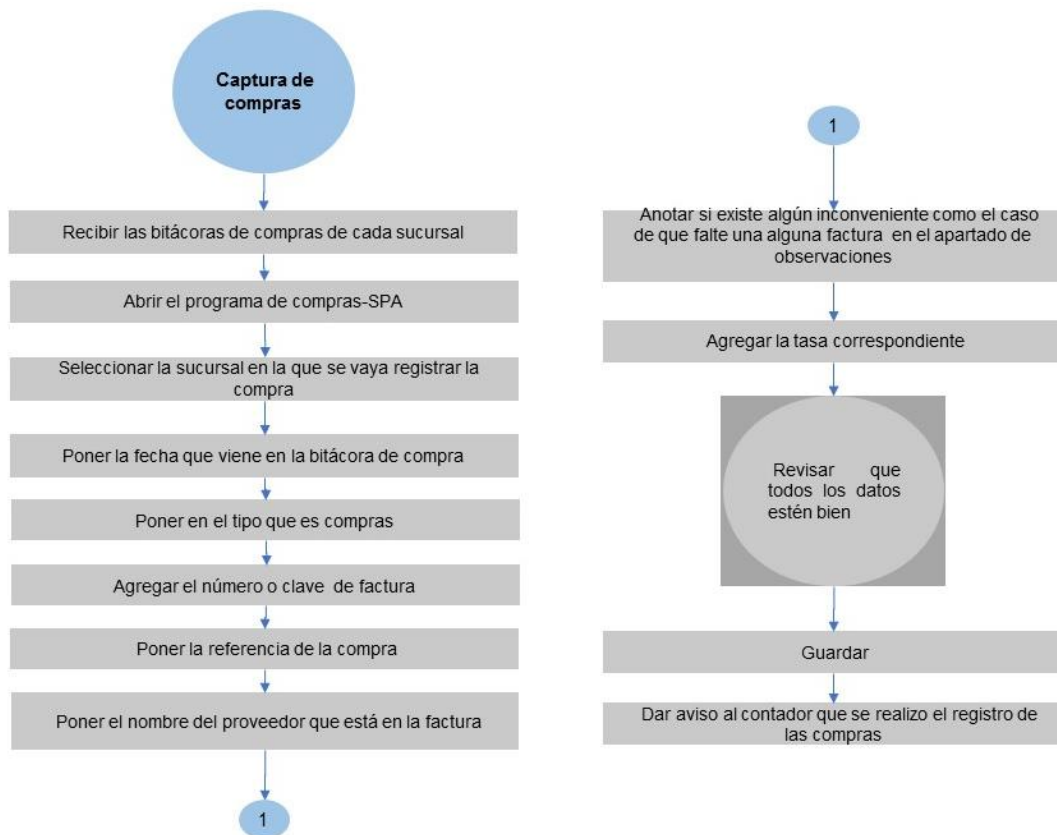 Captura de
compras
Recibir las bitácoras de compras de cada sucursal
Abrir el programa de compras-SPA
Seleccionar la sucursal en la que se vaya registrar la
compra
Poner la fecha que viene en la bitácora de compra
Poner en el tipo que es compras
Agregar el número o clave de factura
Poner la referencia de la compra
Poner el nombre del proveedor que está en la factura
1
1
Anotar si existe algún inconveniente como el caso
de que falte una alguna factura en el apartado de
observaciones
Agregar la tasa correspondiente
Revisar que
todos los datos
estén bien
Guardar
Dar aviso al contador que se realizo el registro de
las compras